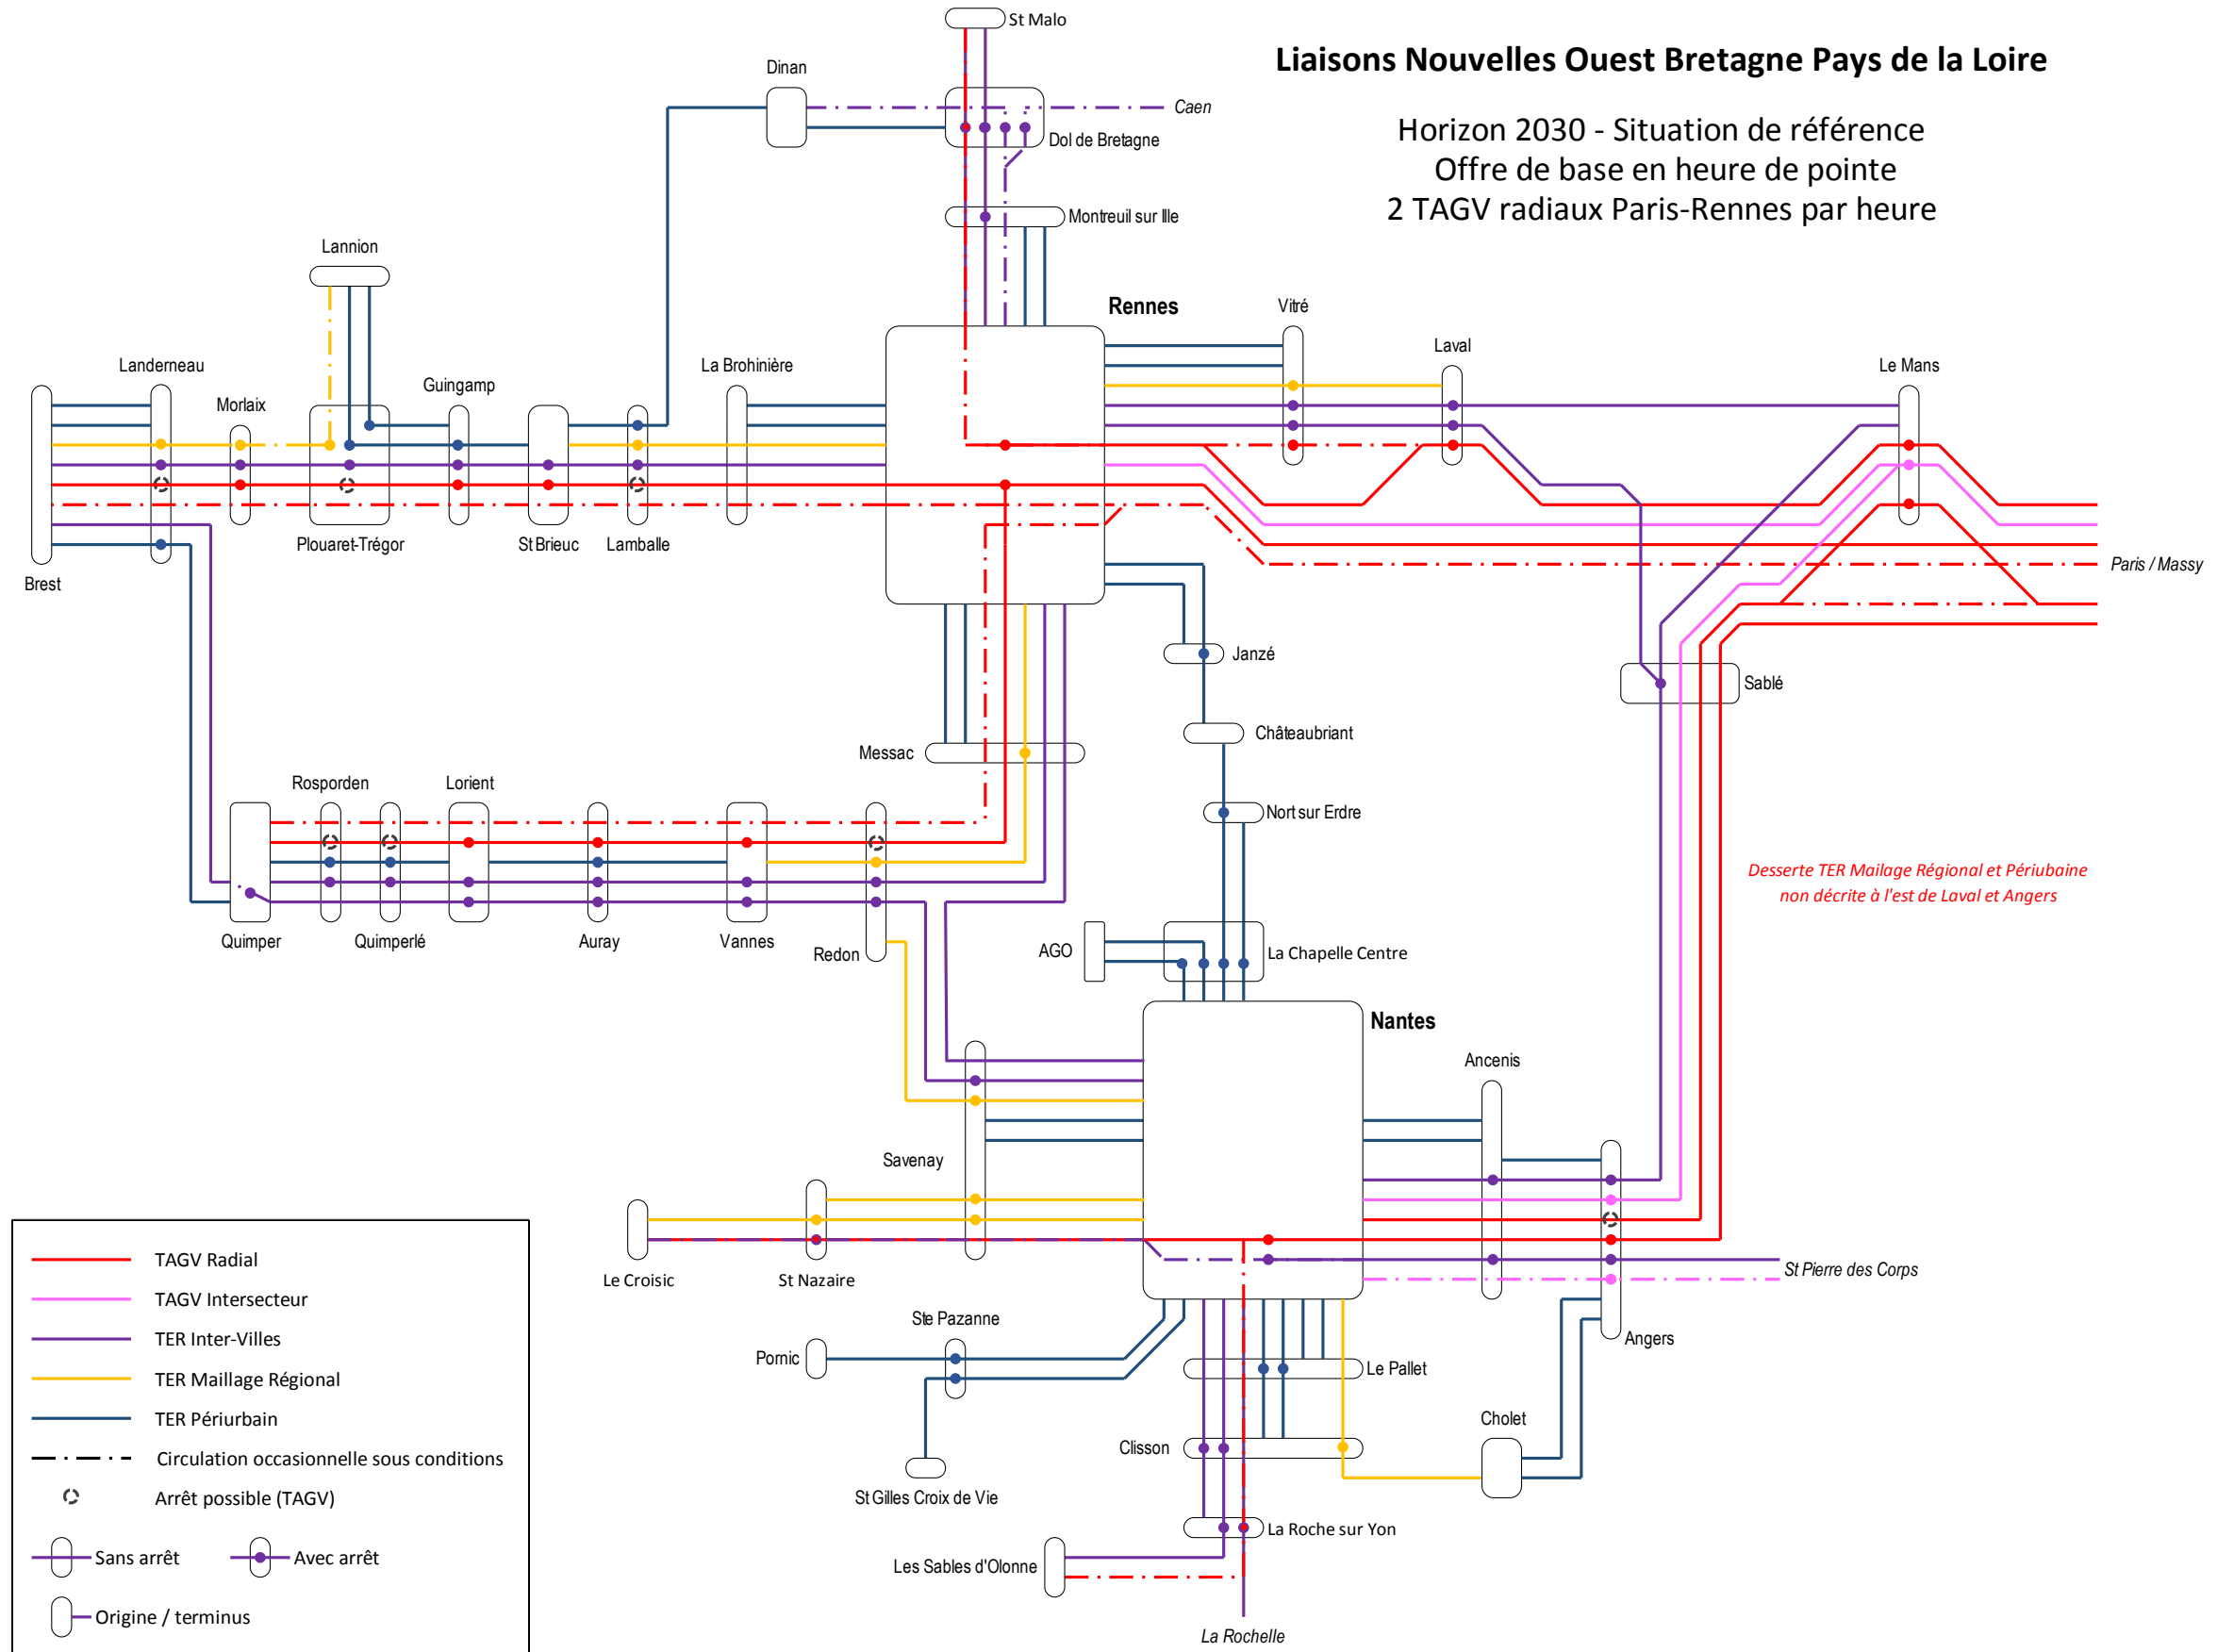 St Malo
Liaisons Nouvelles Ouest Bretagne Pays de la Loire
Dinan
Caen
Horizon 2030 - Situation de référence
Dol de Bretagne
Offre de base en heure de pointe
2 TAGV radiaux Paris-Rennes par heure
Montreuil sur Ille
Lannion
Rennes
Vitré
Laval
Landerneau
La Brohinière
Le Mans
Guingamp
Morlaix
Plouaret-Trégor
St Brieuc
Lamballe
Paris / Massy
Brest
Janzé
Sablé
Châteaubriant
Messac
Rosporden
Lorient
Nort sur Erdre
Desserte TER Mailage Régional et Périubaine
non décrite à l'est de Laval et Angers
Quimper
Quimperlé
Auray
Vannes
Redon
AGO
La Chapelle Centre
Nantes
Ancenis
Savenay
TAGV Radial
Le Croisic
St Nazaire
St Pierre des Corps
TAGV Intersecteur
Ste Pazanne
TER Inter-Villes
Angers
Pornic
Le Pallet
TER Maillage Régional
TER Périurbain
Cholet
Clisson
Circulation occasionnelle sous conditions
Arrêt possible (TAGV)
St Gilles Croix de Vie
La Roche sur Yon
Sans arrêt
Avec arrêt
Les Sables d'Olonne
Origine / terminus
La Rochelle